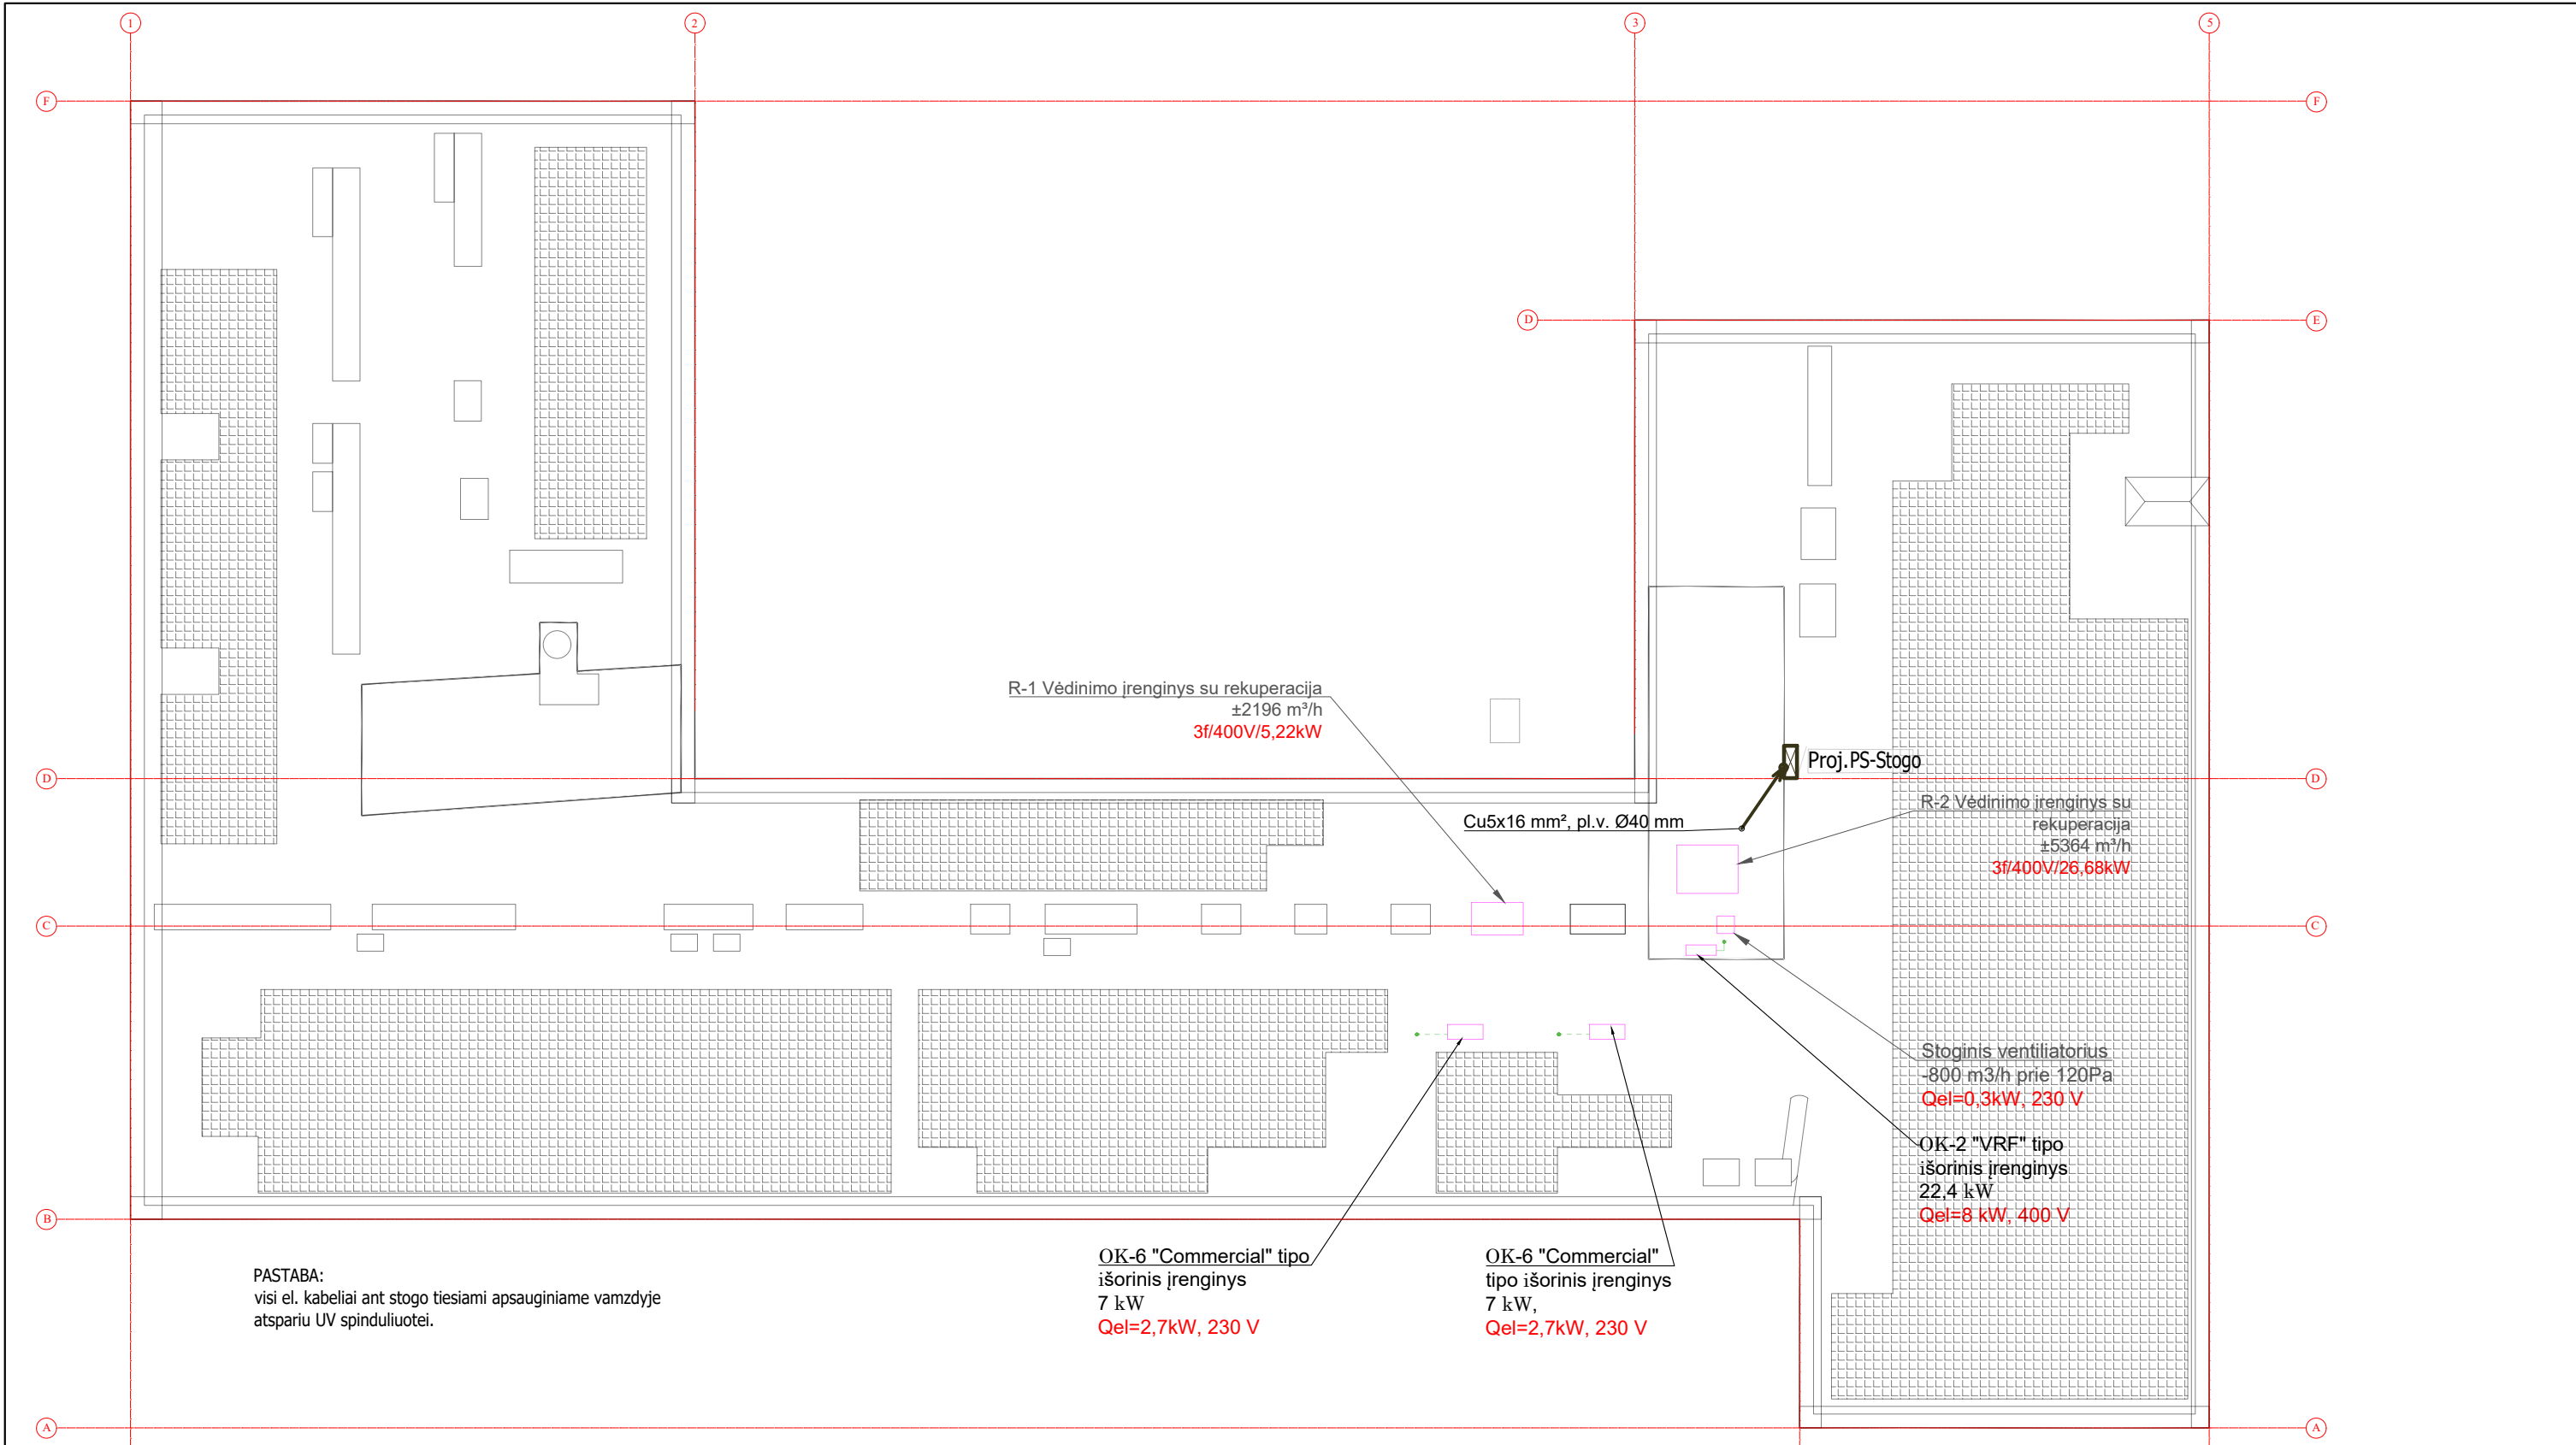 1
2
3
5
F
F
D
E
R-1 Vėdinimo įrenginys su rekuperacija
±2196 m³/h
3f/400V/5,22kW
D
Proj.PS-Stogo
D
Cu5x16 mm², pl.v. Ø40 mm
R-2 Vėdinimo įrenginys su
rekuperacija
±5364 m³/h
3f/400V/26,68kW
C
C
Stoginis ventiliatorius
-800 m3/h prie 120Pa
Qel=0,3kW, 230 V
OK-2 "VRF" tipo
išorinis įrenginys
22,4 kW
Qel=8 kW, 400 V
B
OK-6 "Commercial" tipo
išorinis įrenginys
7 kW
Qel=2,7kW, 230 V
OK-6 "Commercial"
tipo išorinis įrenginys
7 kW,
Qel=2,7kW, 230 V
PASTABA:
visi el. kabeliai ant stogo tiesiami apsauginiame vamzdyje
atspariu UV spinduliuotei.
A
A